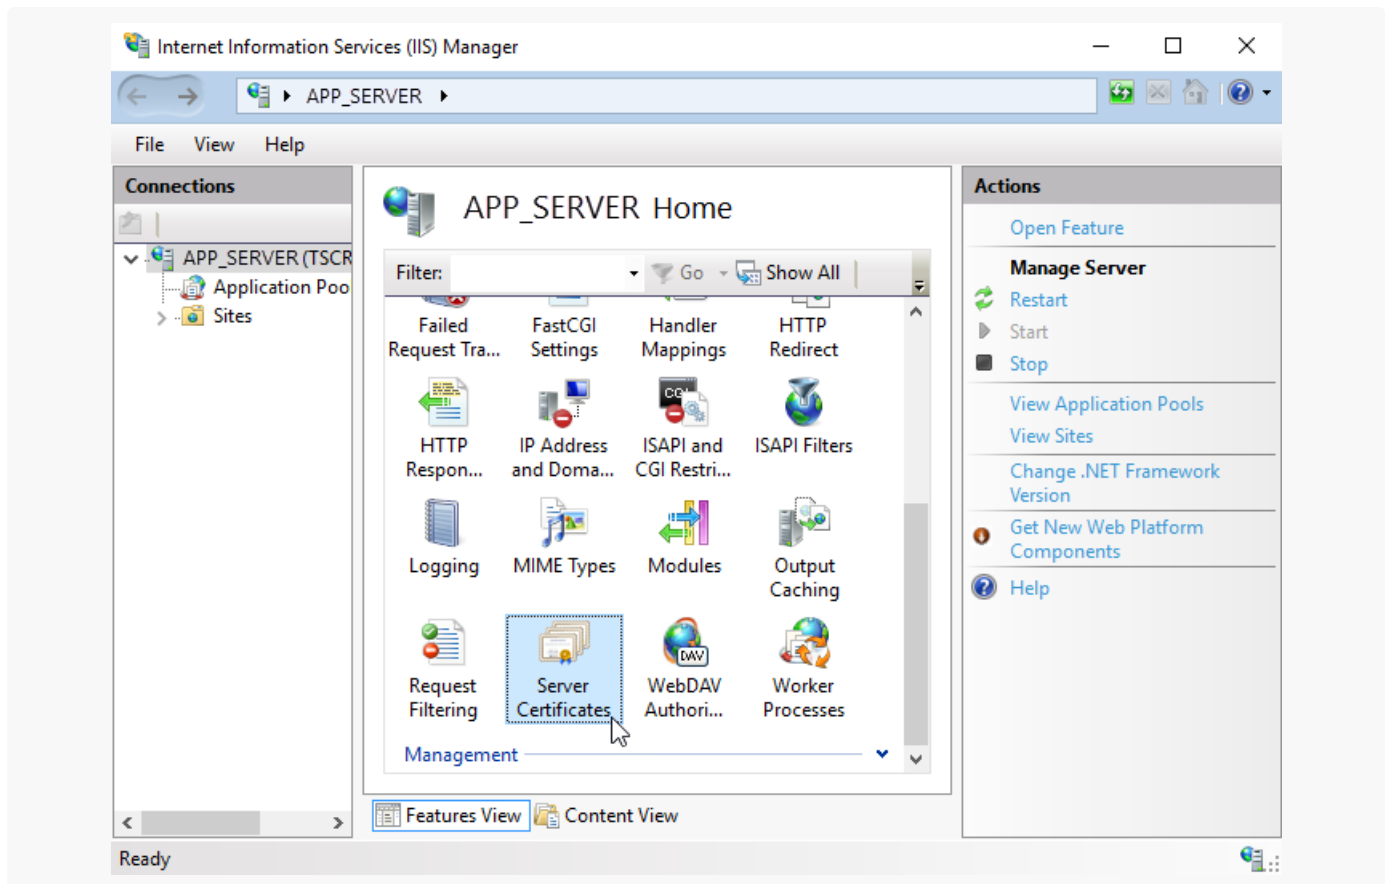 Internet Information Services (IIS) Manager
APP_SERVER
File View Help
Connections
APP_SERVER (TSCR
Application Poo
Sites
APP_SERVER Home
Filter:
Go
Show All
Failed
Request Tra...
FastCGI
Settings
Handler
Mappings
HTTP
Redirect
HTTP
Respon...
IP Address
and Doma...
ISAPI and
CGI Restri...
ISAPI Filters
Logging
MIME Types
Modules
Output
Caching
Request
Filtering
Server
Certificates
DAV
WebDAV
Authori...
Worker
Processes
Management
Features View
Content View
Actions
Open Feature
Manage Server
Restart
Start
Stop
View Application Pools
View Sites
Change .NET Framework
Version
Get New Web Platform
Components
Help
Ready